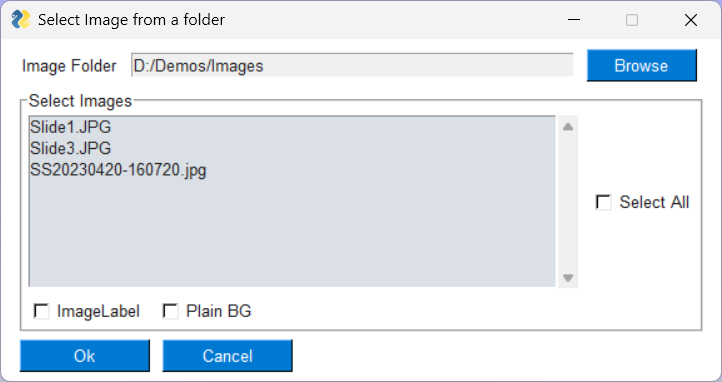 Select Image from a folder
Image Folder D:/Demos/Images Browse
Select Images
Slide1.JPG
Slide3.JPG
SS20230420-160720.jpg
Select All
ImageLabel Plain BG
Ok Cancel